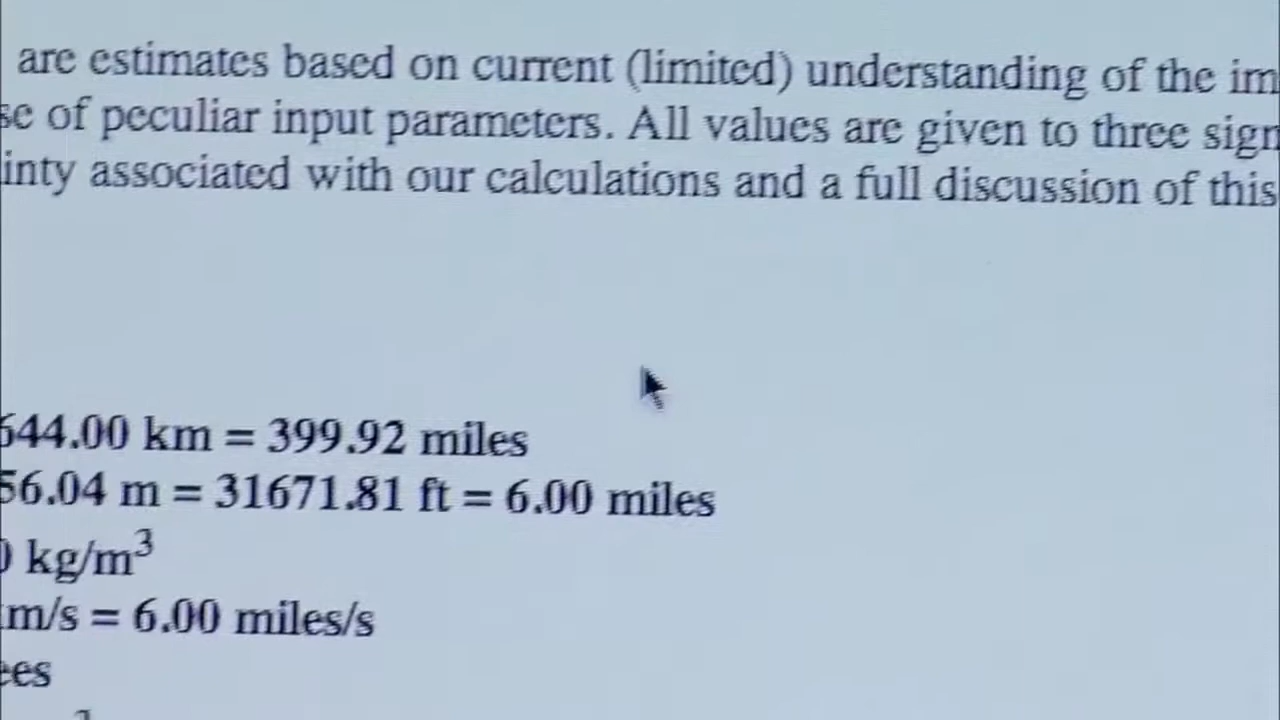 are estimates based on current (limited) understanding of the im
se of peculiar input parameters. All values are given to three sign
inty associated with our calculations and a full discussion of this
644.00 km = 399.92 miles
56.04 m = 31671.81 ft = 6.00 miles
kg/m³
m/s = 6.00 miles/s
ees